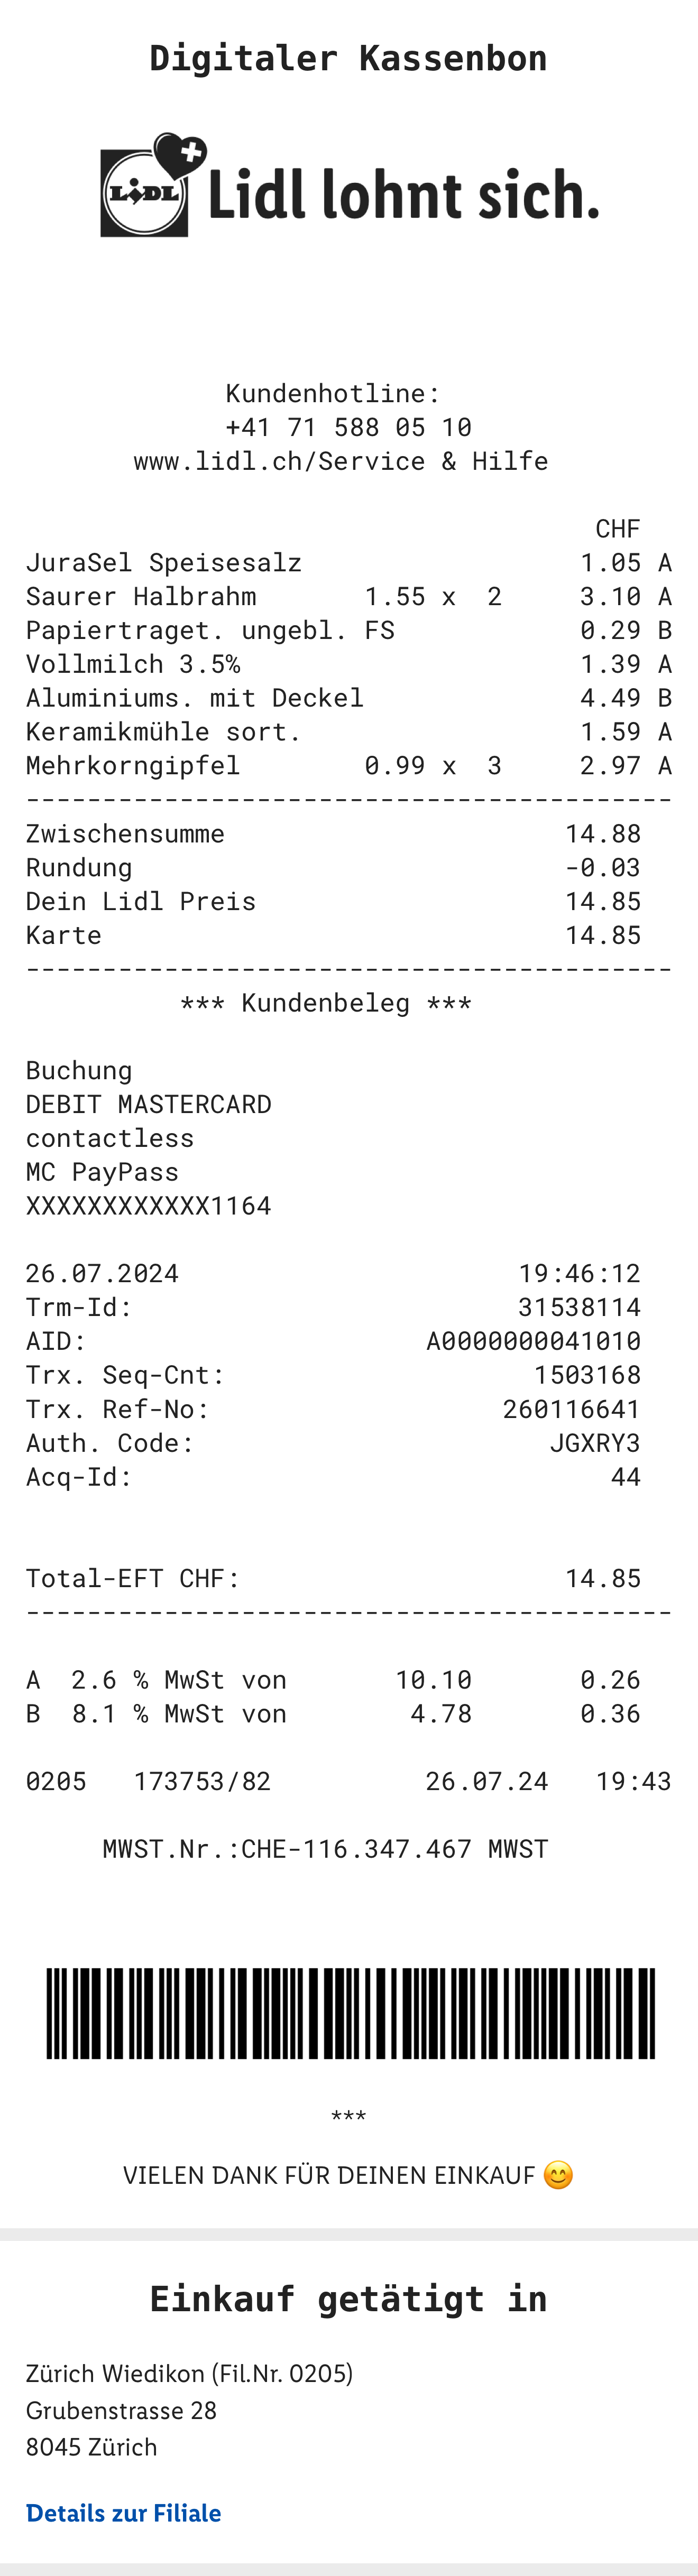 Digitaler Kassenbon
LIDL Lidl lohnt sich.
Kundenhotline:
+41 71 588 05 10
www.lidl.ch/Service & Hilfe
CHF
JuraSel Speisesalz 1.05 A
Saurer Halbrahm 1.55 x 2 3.10 A
Papiertraget. ungebl. FS 0.29 B
Vollmilch 3.5% 1.39 A
Aluminiums. mit Deckel 4.49 B
Keramikmühle sort. 1.59 A
Mehrkorngipfel 0.99 x 3 2.97 A
------------------------------------------
Zwischensumme 14.88
Rundung -0.03
Dein Lidl Preis 14.85
Karte 14.85
------------------------------------------
*** Kundenbeleg ***
Buchung
DEBIT MASTERCARD
contactless
MC PayPass
XXXXXXXXXXXX1164
26.07.2024 19:46:12
Trm-Id: 31538114
AID: A0000000041010
Trx. Seq-Cnt: 1503168
Trx. Ref-No: 260116641
Auth. Code: JGXRY3
Acq-Id: 44
Total-EFT CHF: 14.85
------------------------------------------
A 2.6 % MwSt von 10.10 0.26
B 8.1 % MwSt von 4.78 0.36
0205 173753/82 26.07.24 19:43
MWST.Nr.:CHE-116.347.467 MWST
***
VIELEN DANK FÜR DEINEN EINKAUF 😊
Einkauf getätigt in
Zürich Wiedikon (Fil.Nr. 0205)
Grubenstrasse 28
8045 Zürich
Details zur Filiale